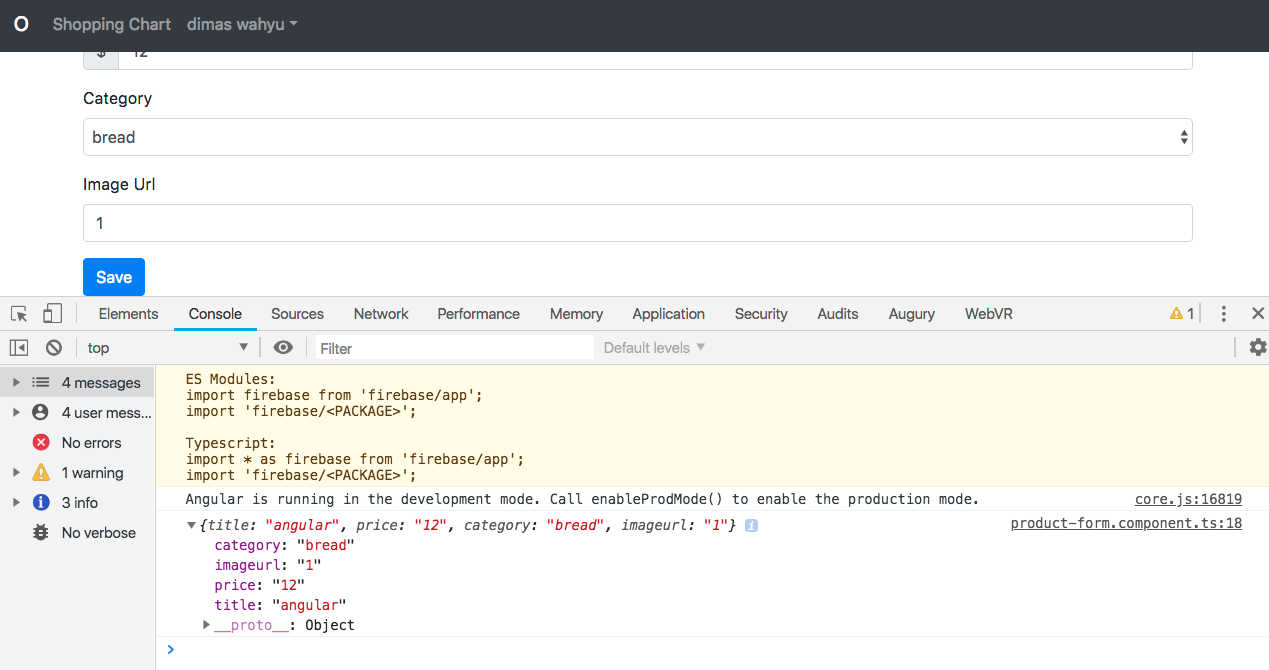 O Shopping Chart dimas wahyu
$ 12
Category
bread
Image Url
1
Save
Elements Console Sources Network Performance Memory Application Security Audits Augury WebVR 1
top Filter Default levels
4 messages
4 user mess...
No errors
1 warning
3 info
No verbose
ES Modules:
import firebase from 'firebase/app';
import 'firebase/<PACKAGE>';
Typescript:
import * as firebase from 'firebase/app';
import 'firebase/<PACKAGE>';
Angular is running in the development mode. Call enableProdMode() to enable the production mode. core.js:16819
{title: "angular", price: "12", category: "bread", imageurl: "1"} product-form.component.ts:18
category: "bread"
imageurl: "1"
price: "12"
title: "angular"
__proto__: Object